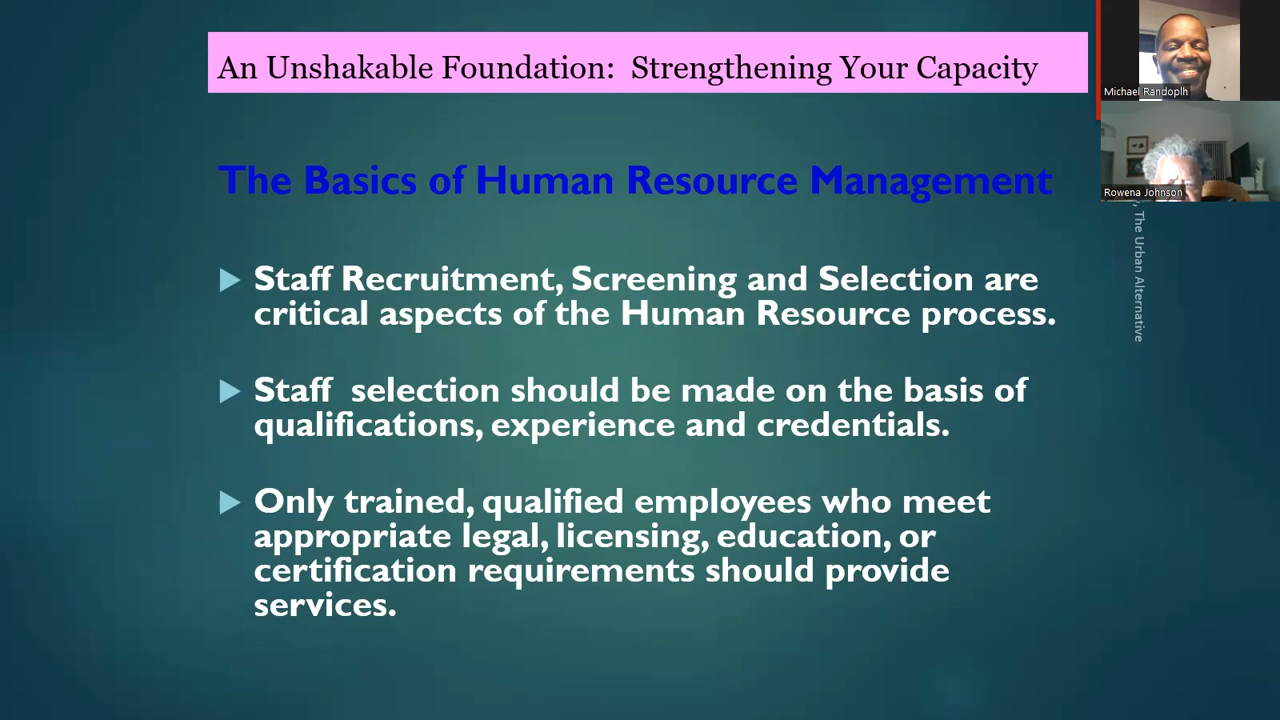 An Unshakable Foundation:  Strengthening Your Capacity
Michael Randoplh
Rowena Johnson
The Basics of Human Resource Management
Staff Recruitment, Screening and Selection are
critical aspects of the Human Resource process.
Staff  selection should be made on the basis of
qualifications, experience and credentials.
Only trained, qualified employees who meet
appropriate legal, licensing, education, or
certification requirements should provide
services.
, The Urban Alternative